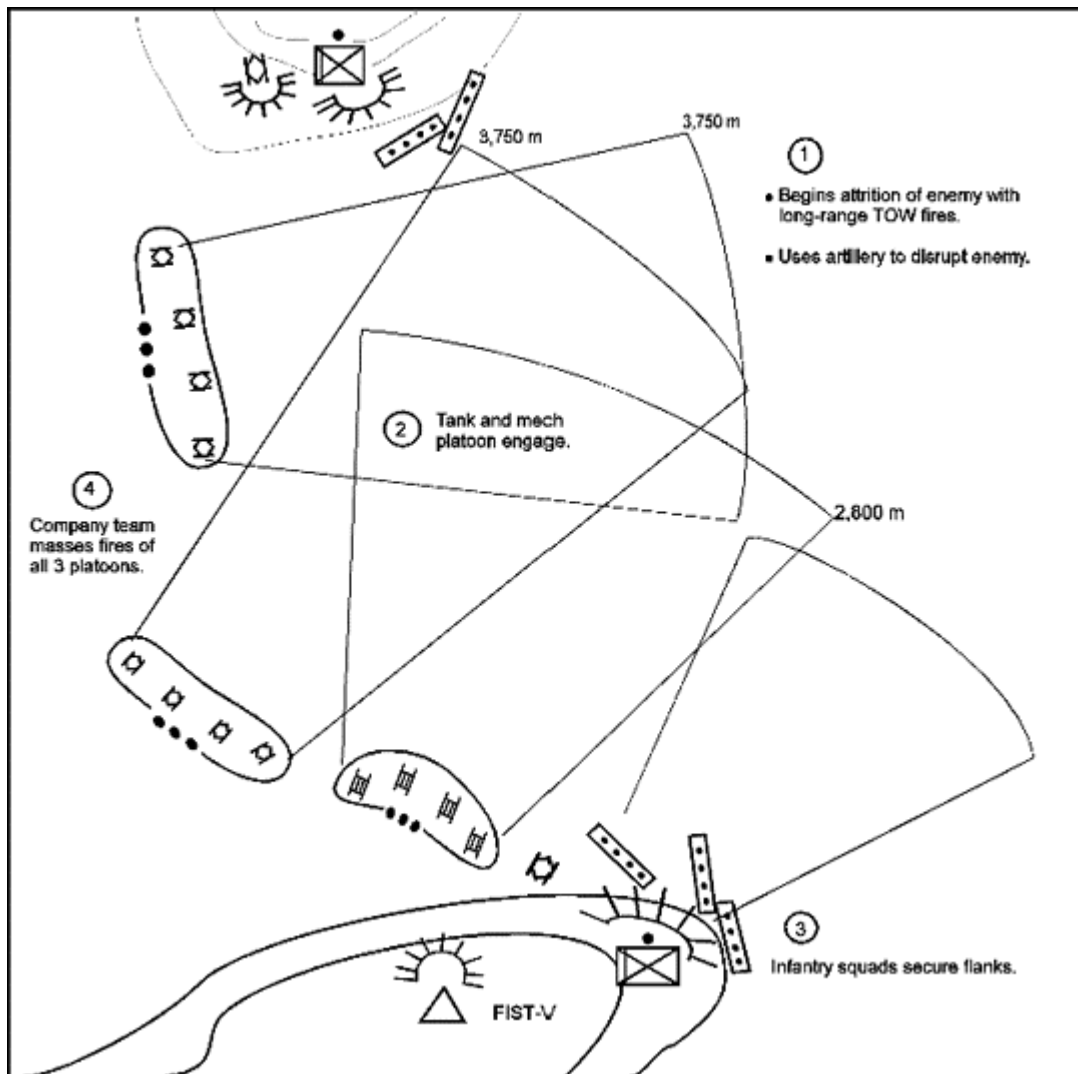 3,750 m
3,750 m
1
• Begins attrition of enemy with
long-range TOW fires.
• Uses artillery to disrupt enemy.
2
Tank and mech
platoon engage.
4
Company team
masses fires of
all 3 platoons.
2,800 m
3
Infantry squads secure flanks.
FIST-V